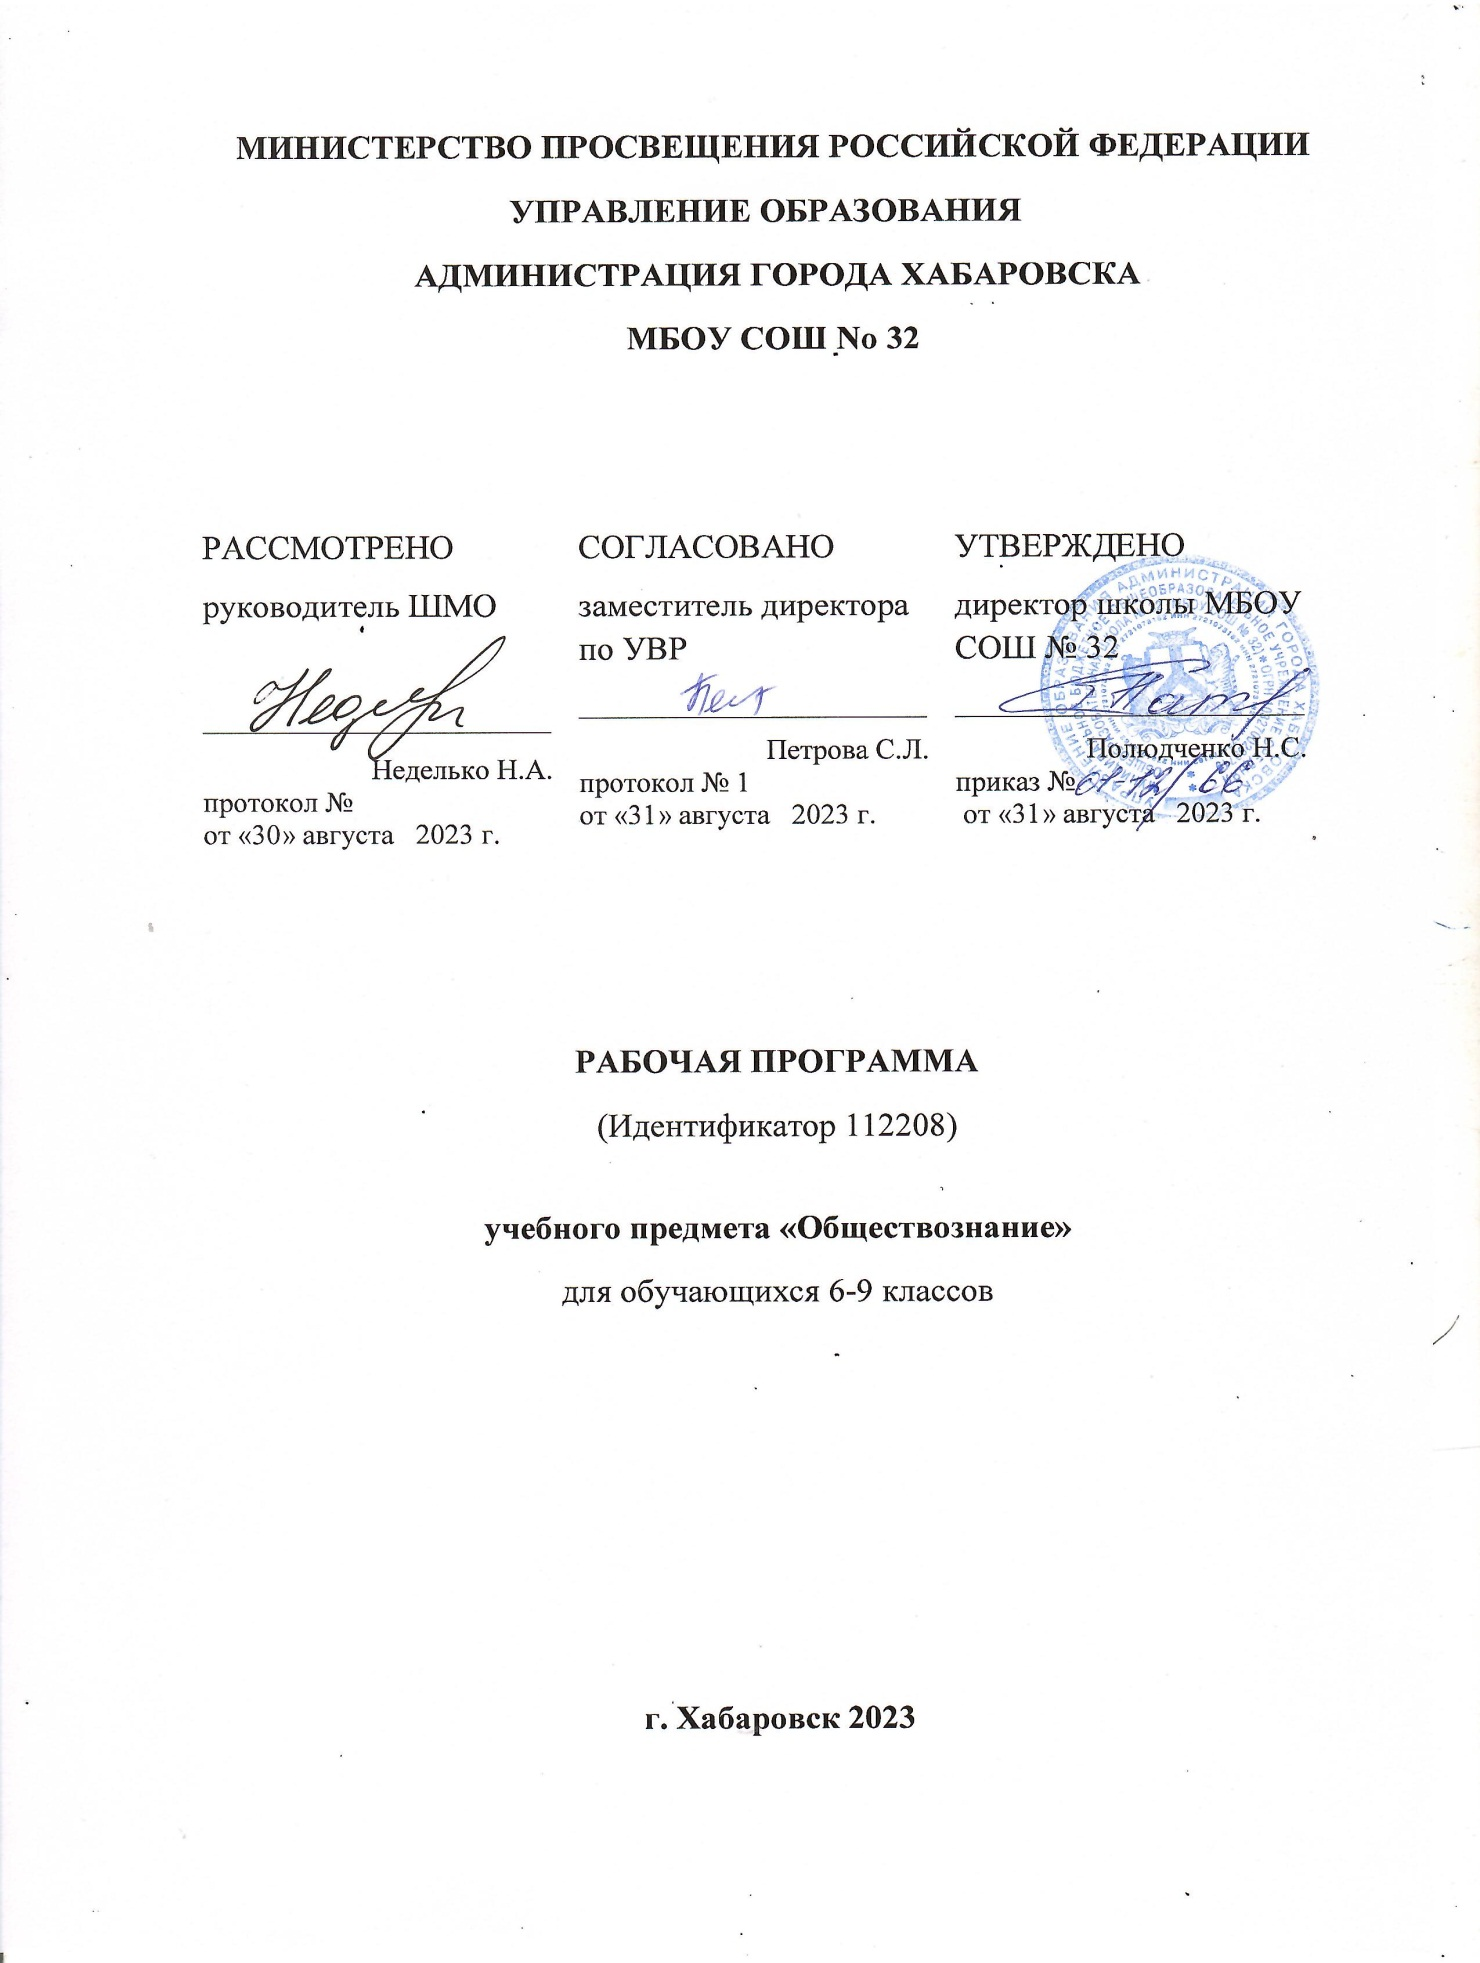 МИНИСТЕРСТВО ПРОСВЕЩЕНИЯ РОССИЙСКОЙ ФЕДЕРАЦИИ
УПРАВЛЕНИЕ ОБРАЗОВАНИЯ
АДМИНИСТРАЦИЯ ГОРОДА ХАБАРОВСКА
МБОУ СОШ No 32
РАССМОТРЕНО
руководитель ШМО
Неделько Н.А.
протокол №
от «30» августа 2023 г.
СОГЛАСОВАНО
заместитель директора
по УВР
Петрова С.Л.
протокол № 1
от «31» августа 2023 г.
УТВЕРЖДЕНО
директор школы МБОУ
СОШ № 32
Полюдченко Н.С.
приказ № 01-12/66
от «31» августа 2023 г.
РАБОЧАЯ ПРОГРАММА
(Идентификатор 112208)
учебного предмета «Обществознание»
для обучающихся 6-9 классов
г. Хабаровск 2023